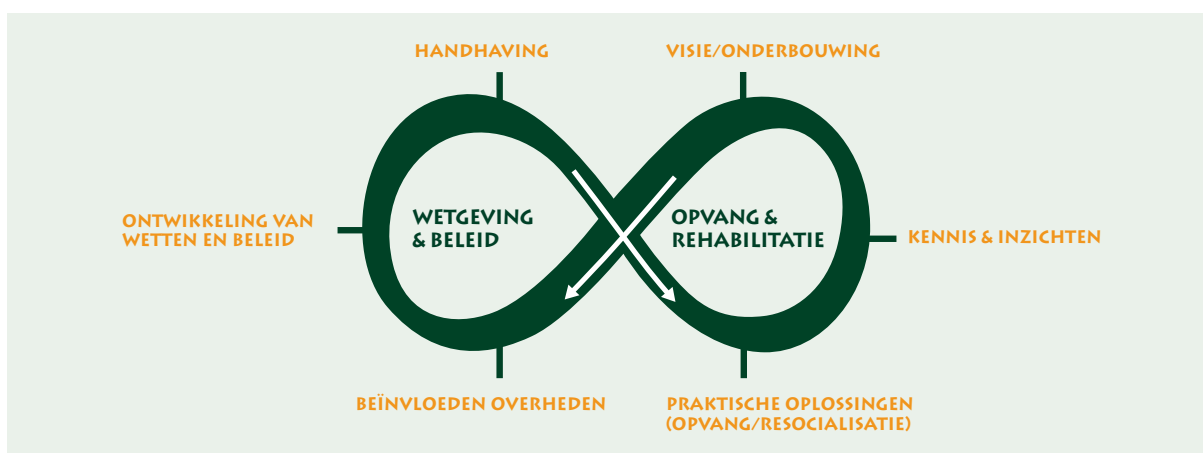 HANDHAVING
VISIE/ONDERBOUWING
ONTWIKKELING VAN
WETTEN EN BELEID
WETGEVING
& BELEID
OPVANG &
REHABILITATIE
KENNIS & INZICHTEN
BEÏNVLOEDEN OVERHEDEN
PRAKTISCHE OPLOSSINGEN
(OPVANG/RESOCIALISATIE)